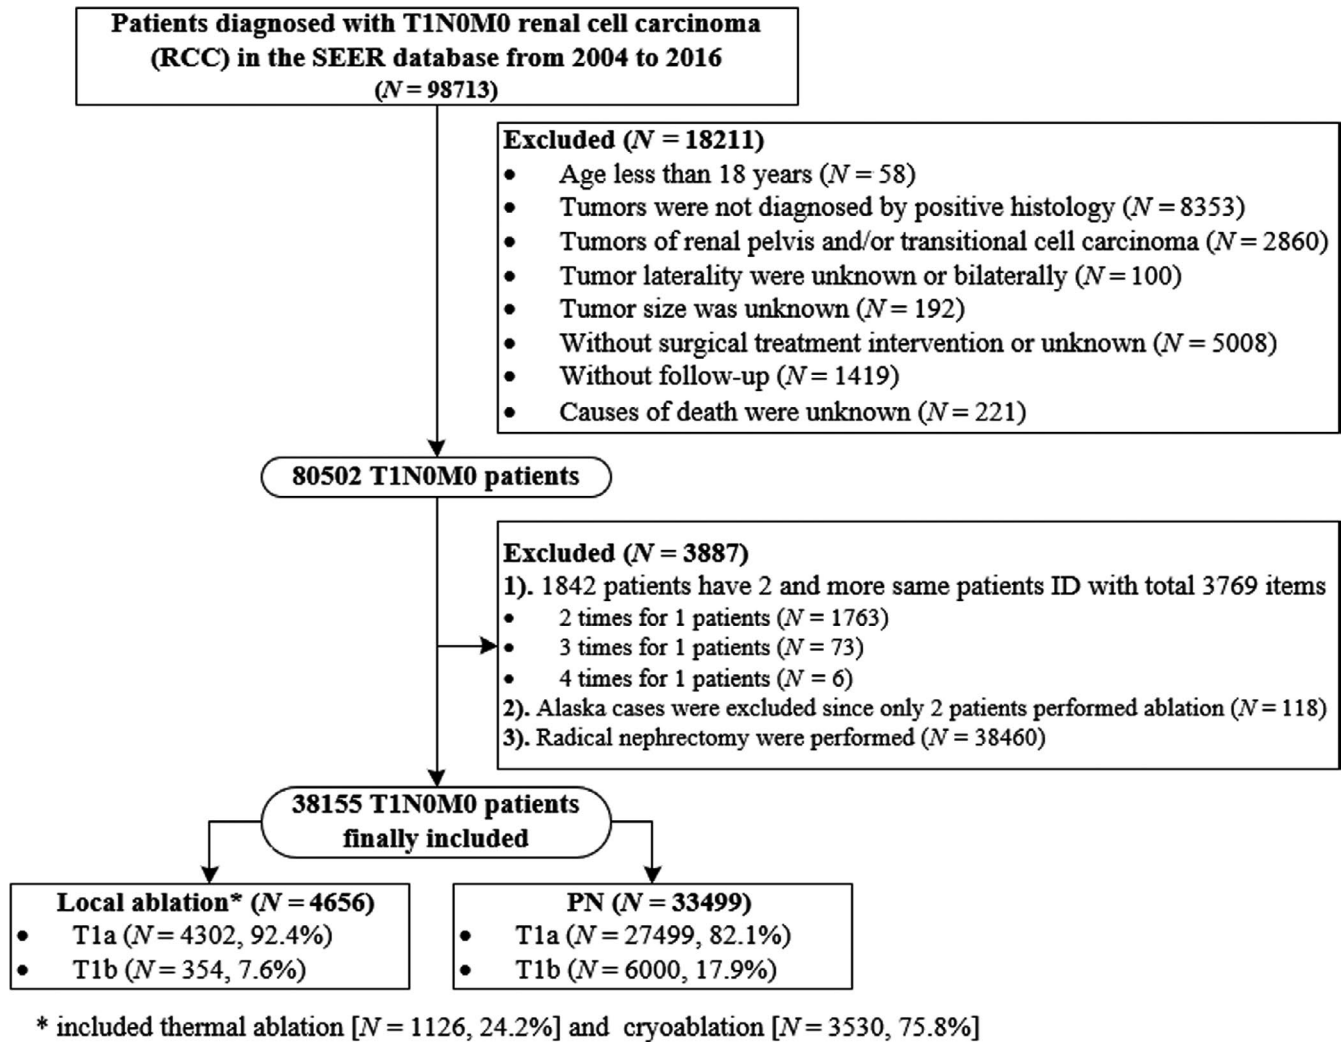 Patients diagnosed with T1N0M0 renal cell carcinoma
(RCC) in the SEER database from 2004 to 2016
(N = 98713)
Excluded (N = 18211)
• Age less than 18 years (N = 58)
• Tumors were not diagnosed by positive histology (N = 8353)
• Tumors of renal pelvis and/or transitional cell carcinoma (N = 2860)
• Tumor laterality were unknown or bilaterally (N = 100)
• Tumor size was unknown (N = 192)
• Without surgical treatment intervention or unknown (N = 5008)
• Without follow-up (N = 1419)
• Causes of death were unknown (N = 221)
80502 T1N0M0 patients
Excluded (N = 3887)
1). 1842 patients have 2 and more same patients ID with total 3769 items
• 2 times for 1 patients (N = 1763)
• 3 times for 1 patients (N = 73)
• 4 times for 1 patients (N = 6)
2). Alaska cases were excluded since only 2 patients performed ablation (N = 118)
3). Radical nephrectomy were performed (N = 38460)
38155 T1N0M0 patients
finally included
Local ablation* (N = 4656)
• T1a (N = 4302, 92.4%)
• T1b (N = 354, 7.6%)
PN (N = 33499)
• T1a (N = 27499, 82.1%)
• T1b (N = 6000, 17.9%)
* included thermal ablation [N = 1126, 24.2%] and cryoablation [N = 3530, 75.8%]